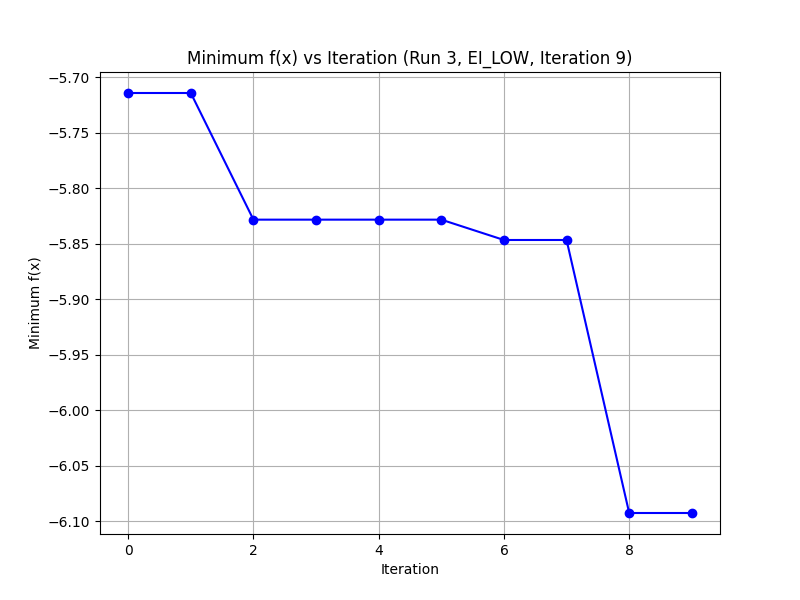 Minimum f(x) vs Iteration (Run 3, EI_LOW, Iteration 9)
−5.70
−5.75
−5.80
−5.85
−5.90
−5.95
−6.00
−6.05
−6.10
Minimum f(x)
0 2 4 6 8
Iteration